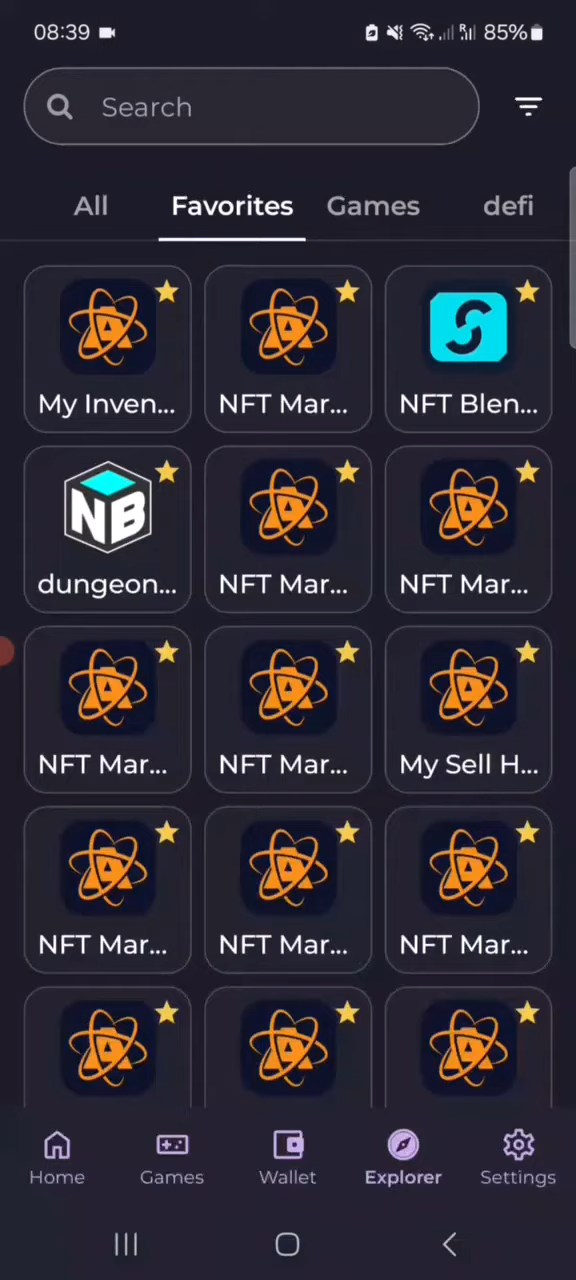 08:39 85%
Search
All Favorites Games defi
My Inven... NFT Mar... NFT Blen...
NB
dungeon... NFT Mar... NFT Mar...
NFT Mar... NFT Mar... My Sell H...
NFT Mar... NFT Mar... NFT Mar...
Home Games Wallet Explorer Settings